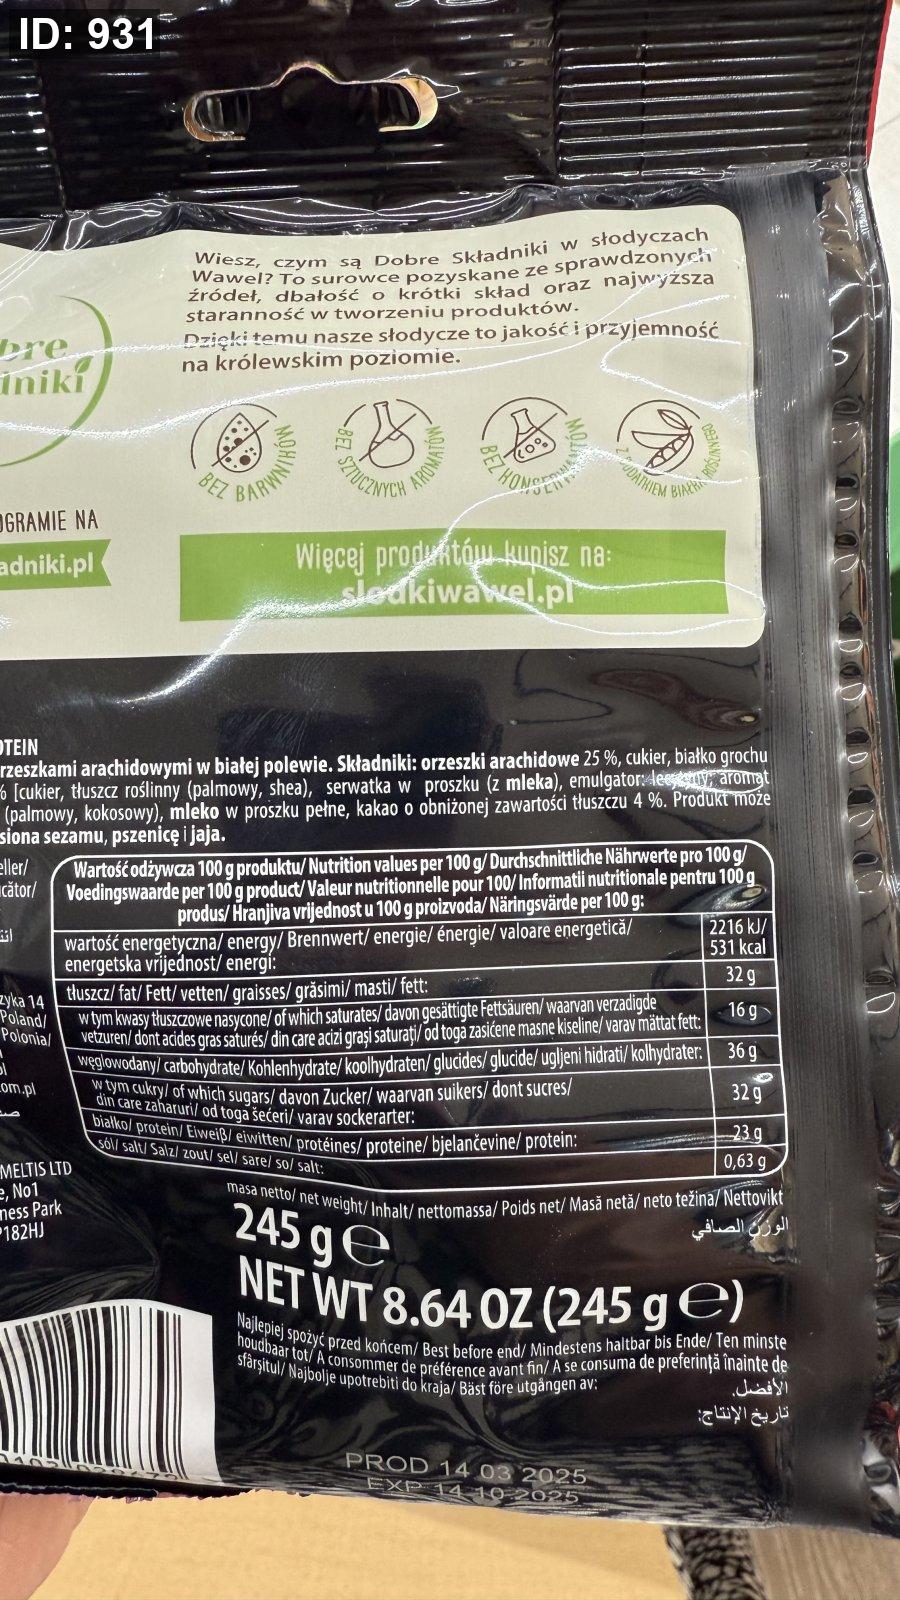 ID: 931
Wiesz, czym są Dobre Składniki w słodyczach
Wawel? To surowce pozyskane ze sprawdzonych
źródeł, dbałość o krótki skład oraz najwyższa
staranność w tworzeniu produktów.
Dzięki temu nasze słodycze to jakość i przyjemność
na królewskim poziomie.
bre
dniki
BEZ BARWNIKÓW
BEZ SZTUCZNYCH AROMATÓW
BEZ KONSERWANTÓW
Z DODATKIEM BIAŁKA ROŚLINNEGO
OGRAMIE NA
adniki.pl
Więcej produktów kupisz na:
slodkiwawel.pl
OTEIN
rzeszkami arachidowymi w białej polewie. Składniki: orzeszki arachidowe 25 %, cukier, białko grochu
% [cukier, tłuszcz roślinny (palmowy, shea), serwatka w proszku (z mleka), emulgator: lecytyny; aromat
(palmowy, kokosowy), mleko w proszku pełne, kakao o obniżonej zawartości tłuszczu 4 %. Produkt może
siona sezamu, pszenicę i jaja.
eller/
cător/
zyka 14
Poland/
Polonia/
om.pl
MELTIS LTD
e, No1
ness Park
P182HJ
Wartość odżywcza 100 g produktu/ Nutrition values per 100 g/ Durchschnittliche Nährwerte pro 100 g/
Voedingswaarde per 100 g product/ Valeur nutritionnelle pour 100/ Informatii nutritionale pentru 100 g
produs/ Hranjiva vrijednost u 100 g proizvoda/ Näringsvärde per 100 g:
wartość energetyczna/ energy/ Brennwert/ energie/ énergie/ valoare energetică/
energetska vrijednost/ energi:
2216 kJ/
531 kcal
tłuszcz/ fat/ Fett/ vetten/ graisses/ grăsimi/ masti/ fett:
32 g
w tym kwasy tłuszczowe nasycone/ of which saturates/ davon gesättigte Fettsäuren/ waarvan verzadigde
vetzuren/ dont acides gras saturés/ din care acizi grași saturați/ od toga zasićene masne kiseline/ varav mättat fett:
16 g
węglowodany/ carbohydrate/ Kohlenhydrate/ koolhydraten/ glucides/ glucide/ ugljeni hidrati/ kolhydrater:
36 g
w tym cukry/ of which sugars/ davon Zucker/ waarvan suikers/ dont sucres/
din care zaharuri/ od toga šećeri/ varav sockerarter:
32 g
białko/ protein/ Eiweiß/ eiwitten/ protéines/ proteine/ bjelančevine/ protein:
23 g
sól/ salt/ Salz/ zout/ sel/ sare/ so/ salt:
0,63 g
masa netto/ net weight/ Inhalt/ nettomassa/ Poids net/ Masă netă/ neto težina/ Nettovikt
الوزن الصافي
245 g ℮
NET WT 8.64 OZ (245 g ℮)
Najlepiej spożyć przed końcem/ Best before end/ Mindestens haltbar bis Ende/ Ten minste
houdbaar tot/ A consommer de préférence avant fin/ A se consuma de preferință înainte de
sfârșitul/ Najbolje upotrebiti do kraja/ Bäst före utgången av:
الأفضل.
تاريخ الإنتاج:
PROD 14 03 2025
EXP 14 10 2025